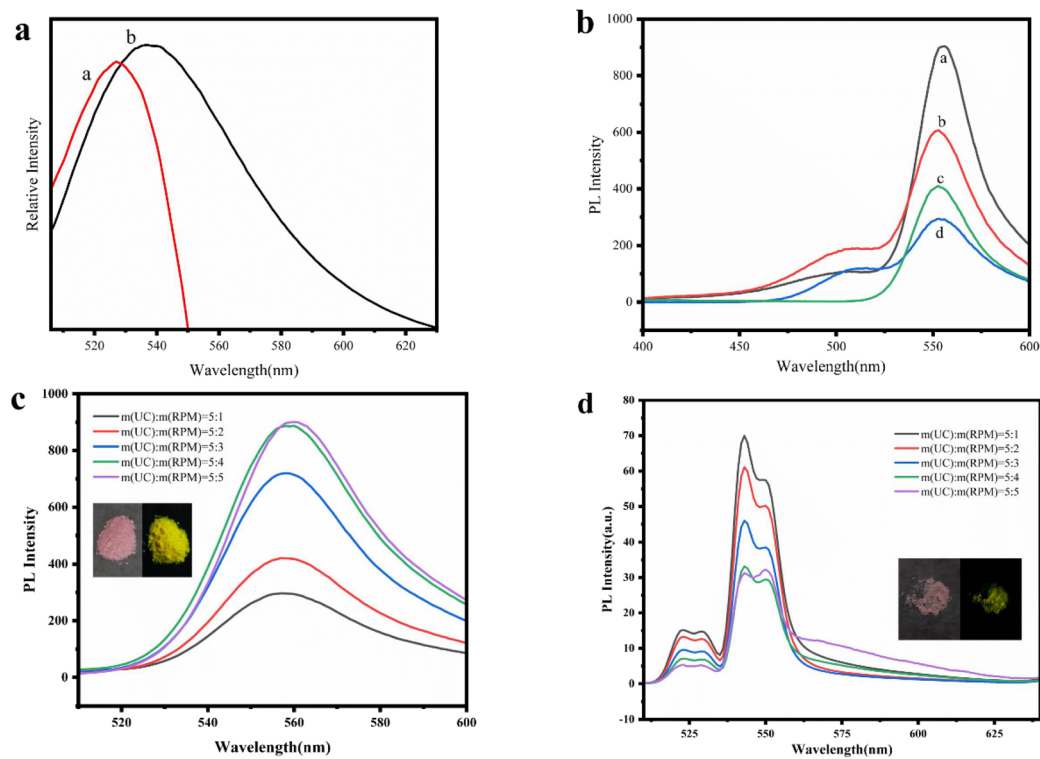 a
b
a
Relative Intensity
520 540 560 580 600 620
Wavelength(nm)
b
1000
800
600
400
200
0
PL Intensity
a
b
c
d
400 450 500 550 600
Wavelength(nm)
c
1000
800
600
400
200
0
PL Intensity
m(UC):m(RPM)=5:1
m(UC):m(RPM)=5:2
m(UC):m(RPM)=5:3
m(UC):m(RPM)=5:4
m(UC):m(RPM)=5:5
520 540 560 580 600
Wavelength(nm)
d
80
70
60
50
40
30
20
10
0
-10
PL Intensity(a.u.)
m(UC):m(RPM)=5:1
m(UC):m(RPM)=5:2
m(UC):m(RPM)=5:3
m(UC):m(RPM)=5:4
m(UC):m(RPM)=5:5
525 550 575 600 625
Wavelength(nm)